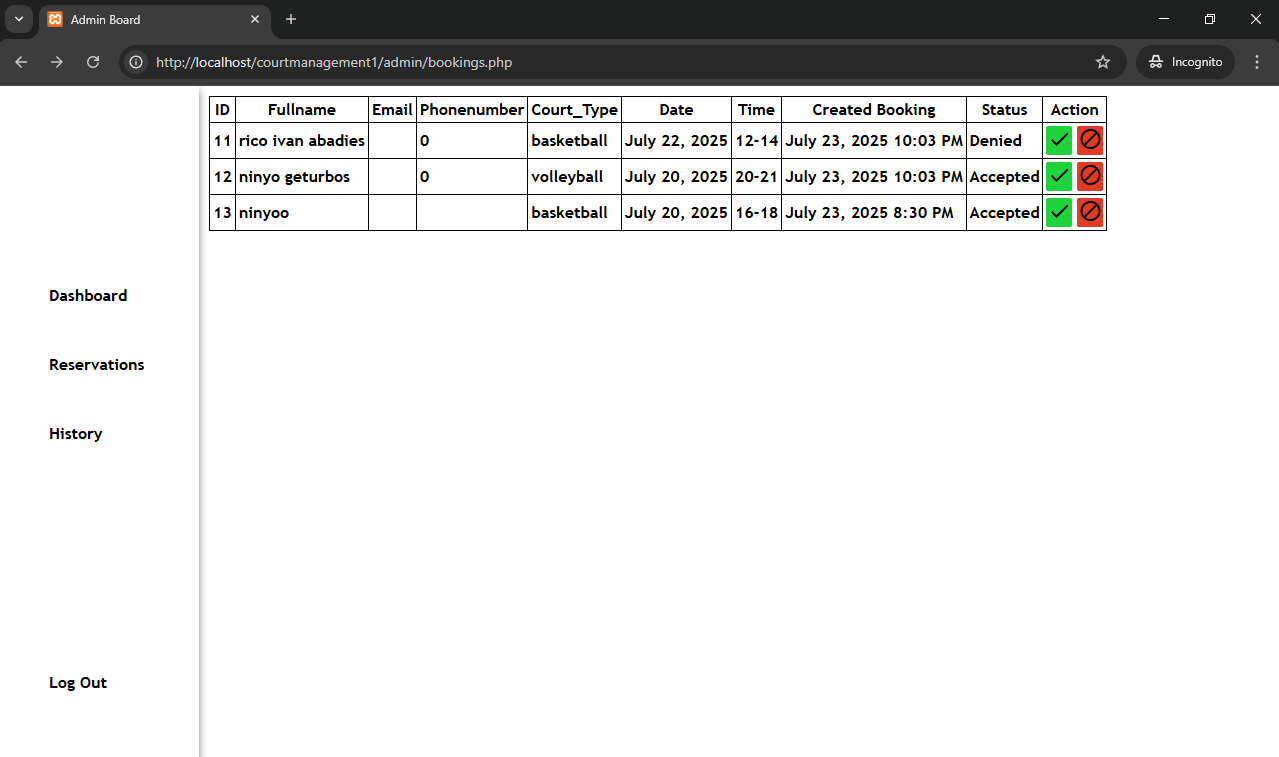 Admin Board
http://localhost/courtmanagement1/admin/bookings.php
Incognito
ID Fullname Email Phonenumber Court_Type Date Time Created Booking Status Action
11 rico ivan abadies 0 basketball July 22, 2025 12-14 July 23, 2025 10:03 PM Denied
12 ninyo geturbos 0 volleyball July 20, 2025 20-21 July 23, 2025 10:03 PM Accepted
13 ninyoo basketball July 20, 2025 16-18 July 23, 2025 8:30 PM Accepted
Dashboard
Reservations
History
Log Out